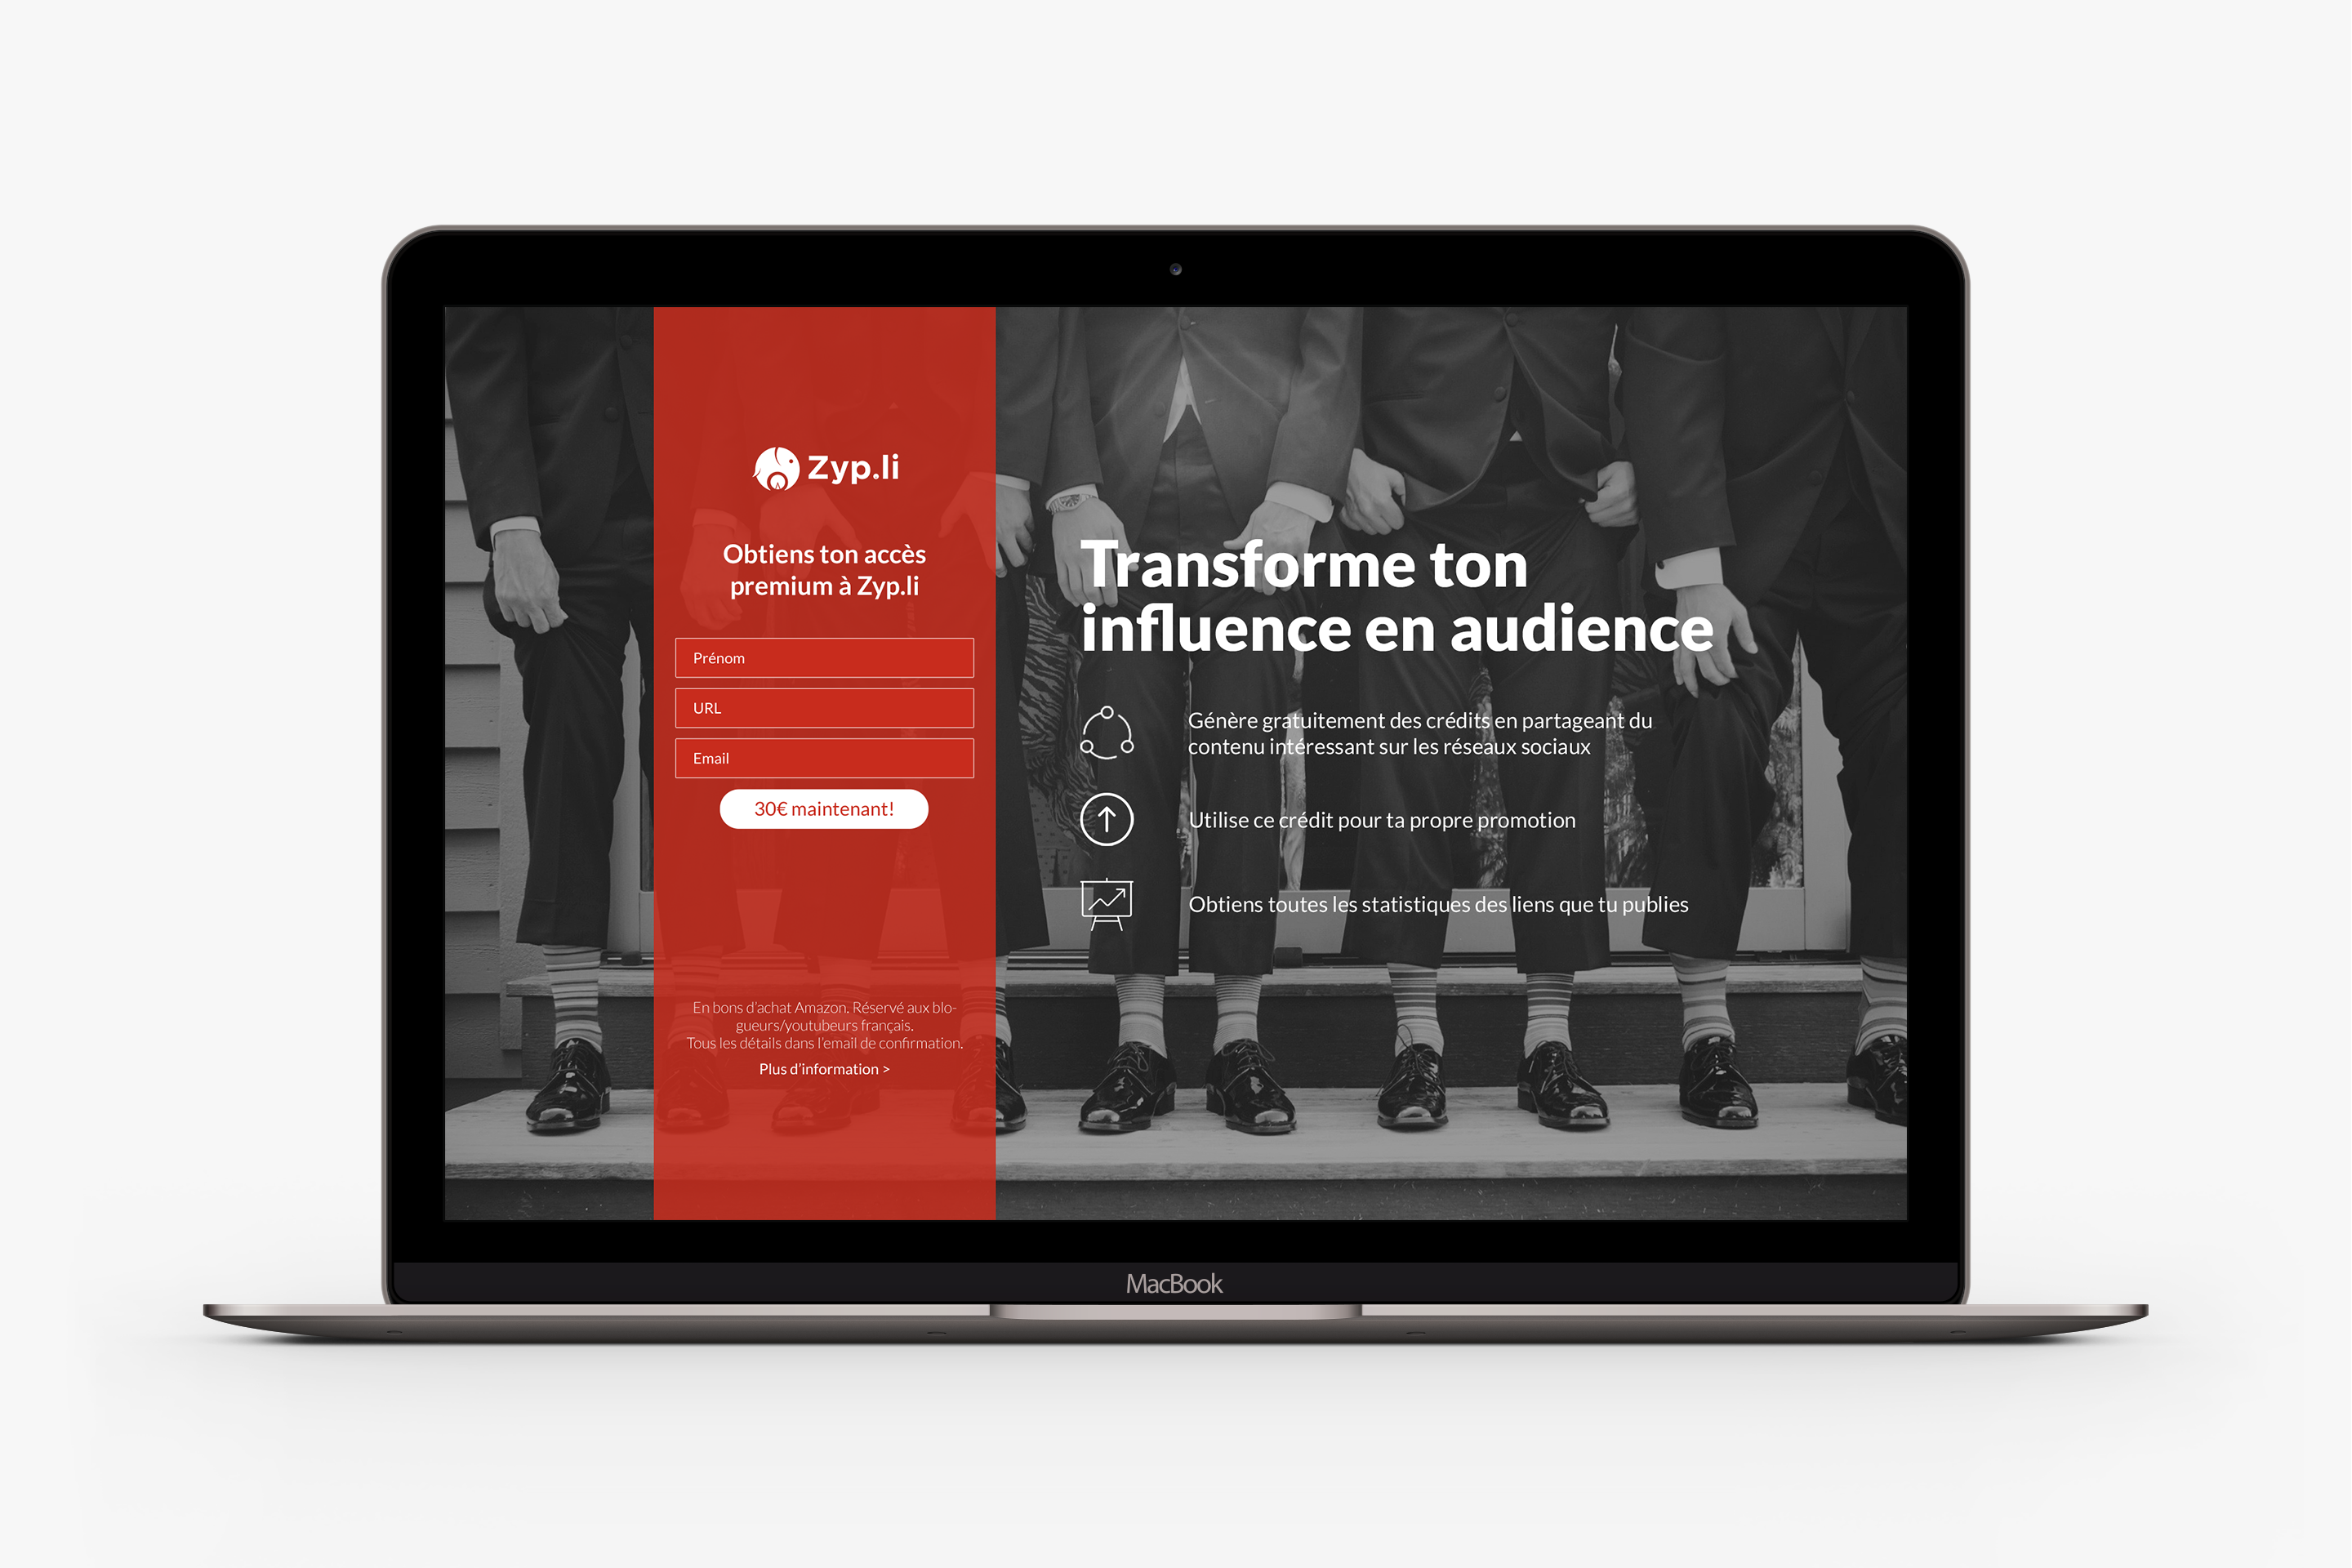 Zyp.li
Obtiens ton accès
premium à Zyp.li
Prénom
URL
Email
30€ maintenant!
En bons d'achat Amazon. Réservé aux blo-
gueurs/youtubeurs français.
Tous les détails dans l'email de confirmation.
Plus d'information >
Transforme ton
influence en audience
Génère gratuitement des crédits en partageant du
contenu intéressant sur les réseaux sociaux
Utilise ce crédit pour ta propre promotion
Obtiens toutes les statistiques des liens que tu publies
MacBook